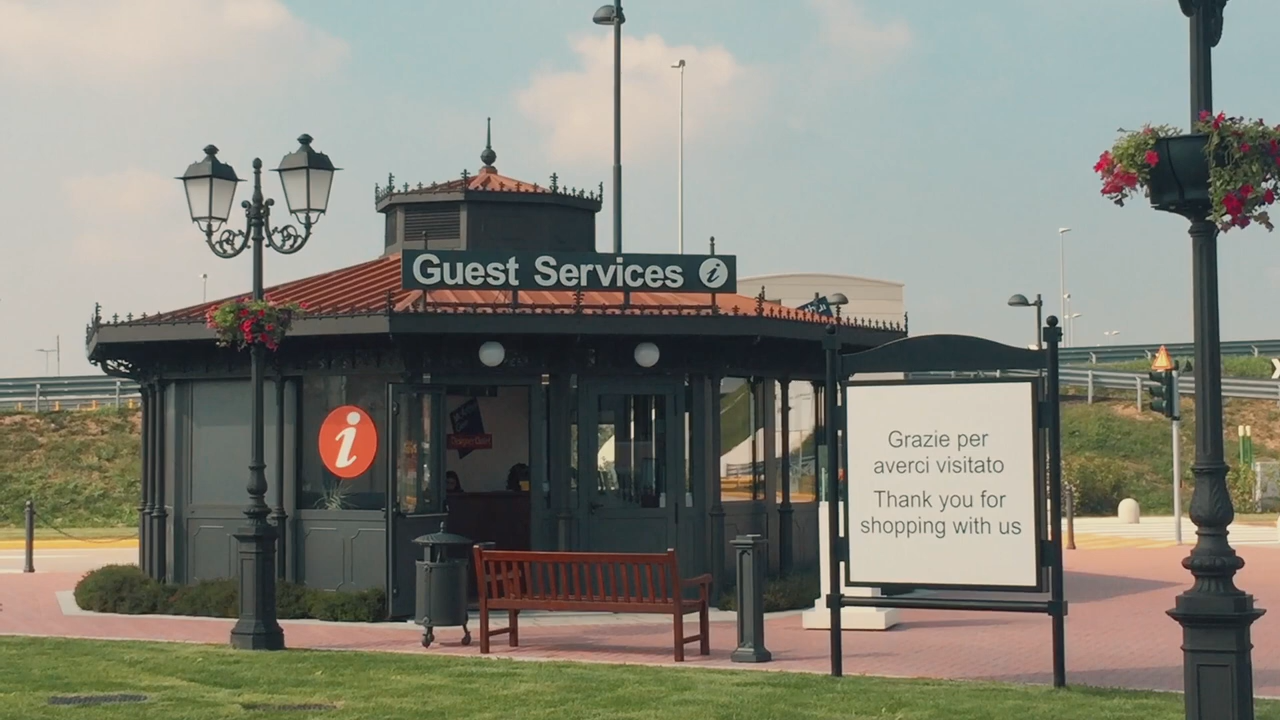 Guest Services i
i
Grazie per
averci visitato
Thank you for
shopping with us